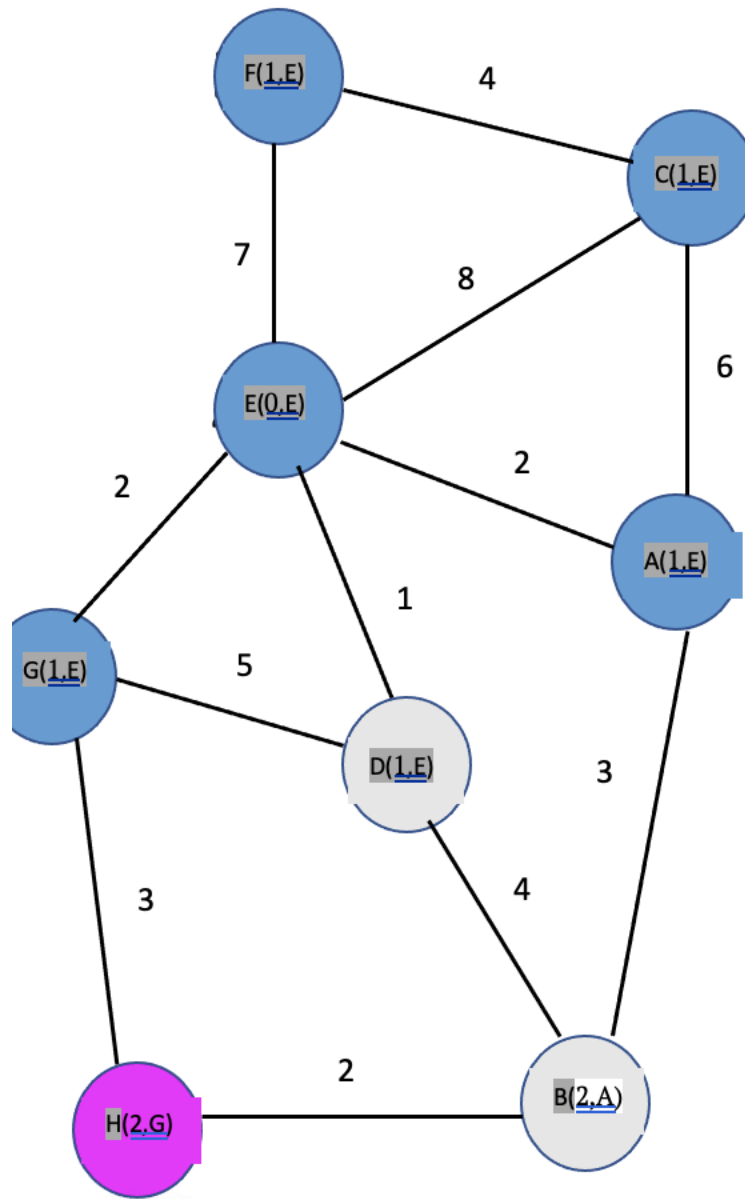 F(1,E)
4
C(1,E)
7
8
6
E(0,E)
2
2
A(1,E)
1
G(1,E)
5
D(1,E)
3
3
4
2
B(2,A)
H(2,G)